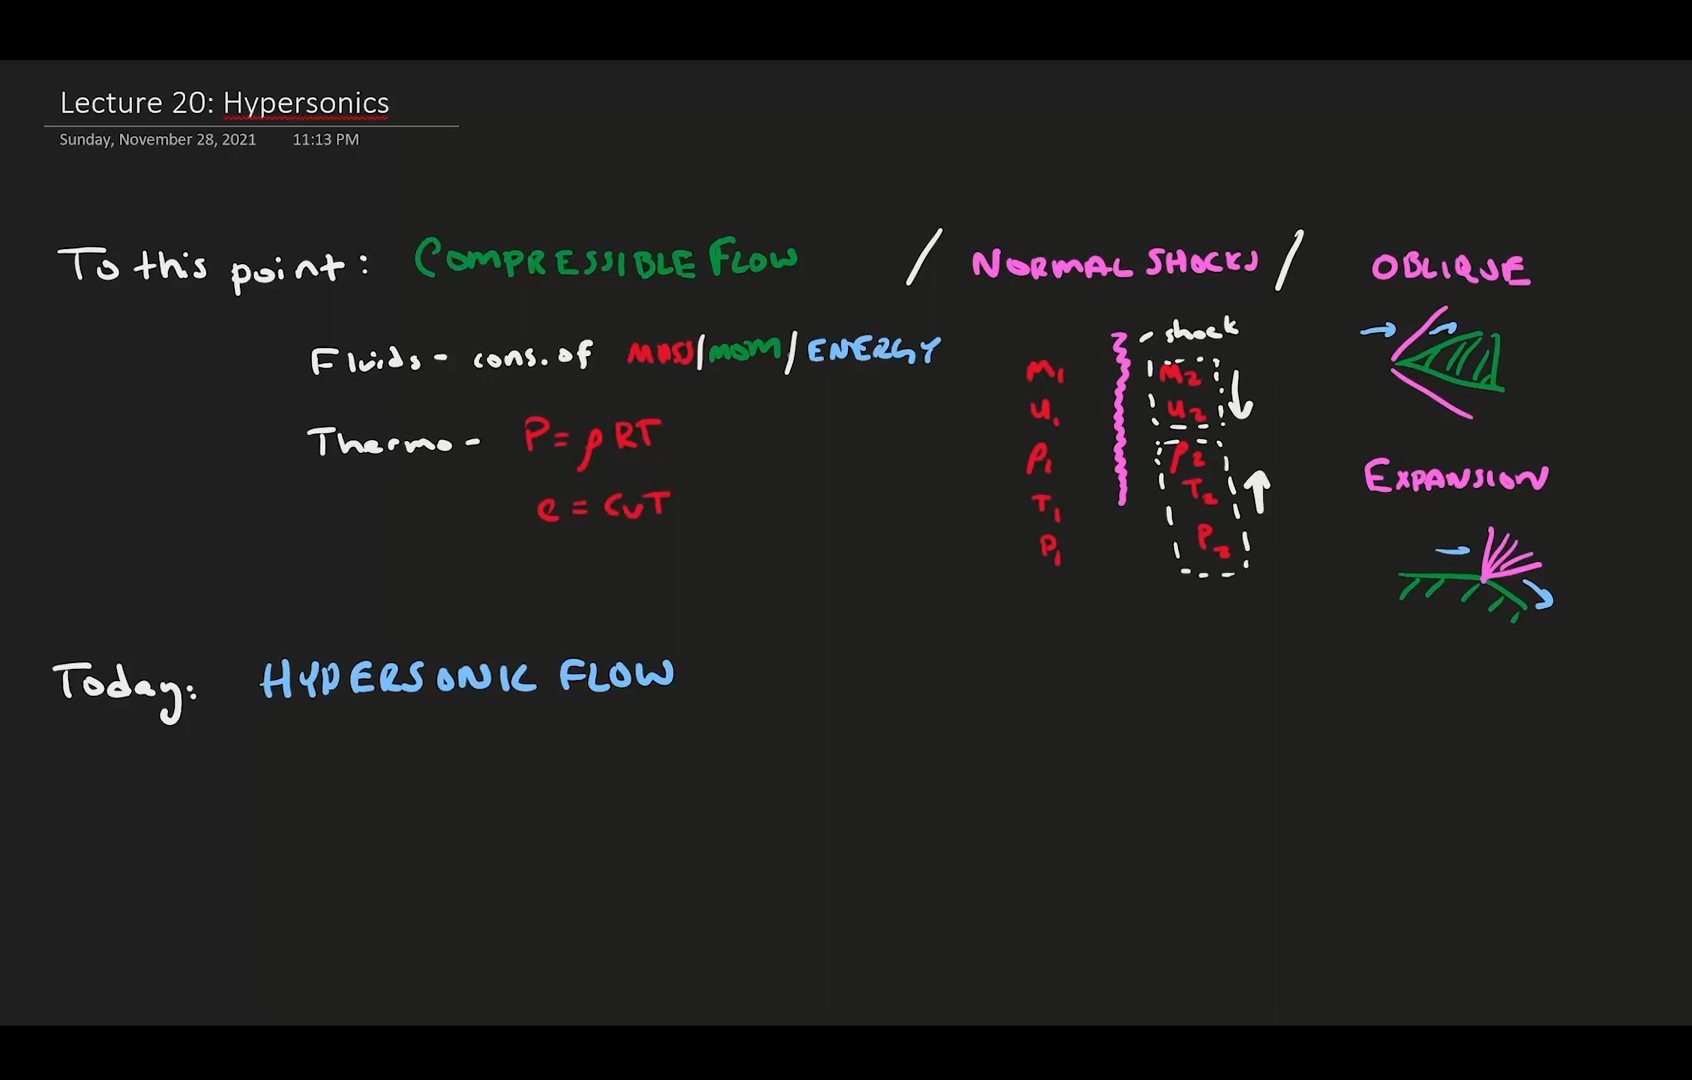 Lecture 20: Hypersonics
Sunday, November 28, 2021 11:13 PM
To this point: COMPRESSIBLE FLOW / NORMAL SHOCKS / OBLIQUE
Fluids - cons. of MASS/MOM/ENERGY
Thermo - P = ρRT
e = CvT
- shock
M1 M2
u1 u2
ρ1 ρ2
T1 T2
P1 P2
EXPANSION
Today: HYPERSONIC FLOW